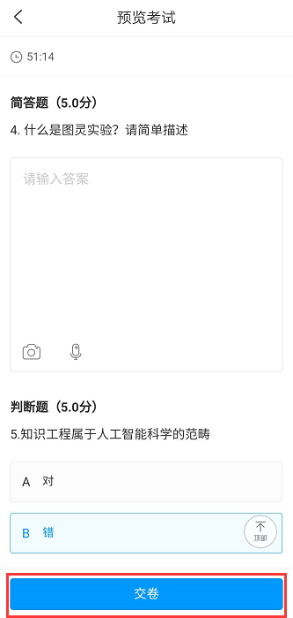 预览考试
51:14
简答题（5.0分）
4. 什么是图灵实验？请简单描述
请输入答案
判断题（5.0分）
5.知识工程属于人工智能科学的范畴
A 对
B 错
顶部
交卷